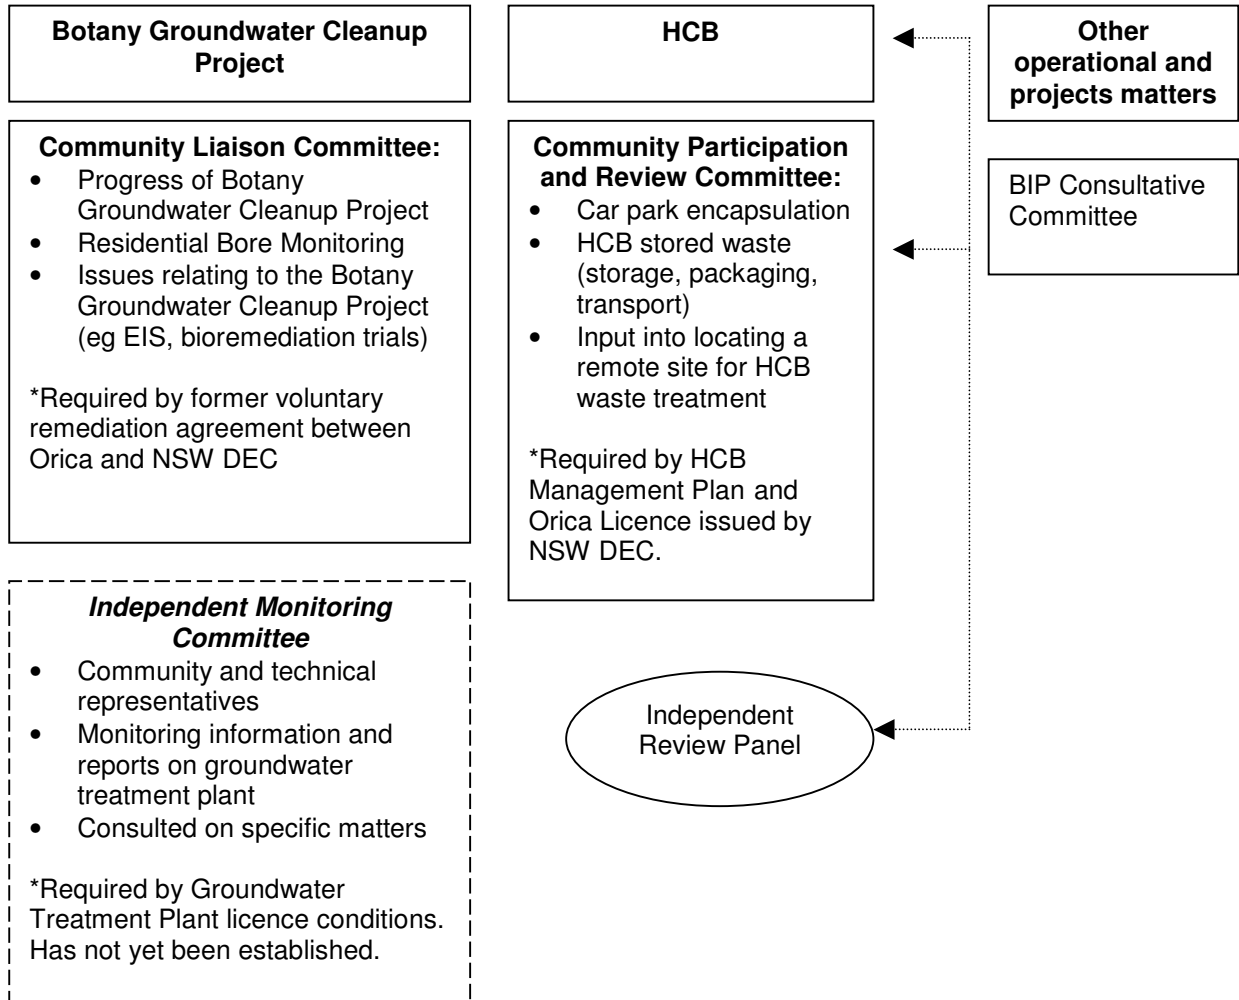 Botany Groundwater Cleanup
Project
Community Liaison Committee:
• Progress of Botany
Groundwater Cleanup Project
• Residential Bore Monitoring
• Issues relating to the Botany
Groundwater Cleanup Project
(eg EIS, bioremediation trials)
*Required by former voluntary
remediation agreement between
Orica and NSW DEC
Independent Monitoring
Committee
• Community and technical
representatives
• Monitoring information and
reports on groundwater
treatment plant
• Consulted on specific matters
*Required by Groundwater
Treatment Plant licence conditions.
Has not yet been established.
HCB
Community Participation
and Review Committee:
• Car park encapsulation
• HCB stored waste
(storage, packaging,
transport)
• Input into locating a
remote site for HCB
waste treatment
*Required by HCB
Management Plan and
Orica Licence issued by
NSW DEC.
Independent
Review Panel
Other
operational and
projects matters
BIP Consultative
Committee